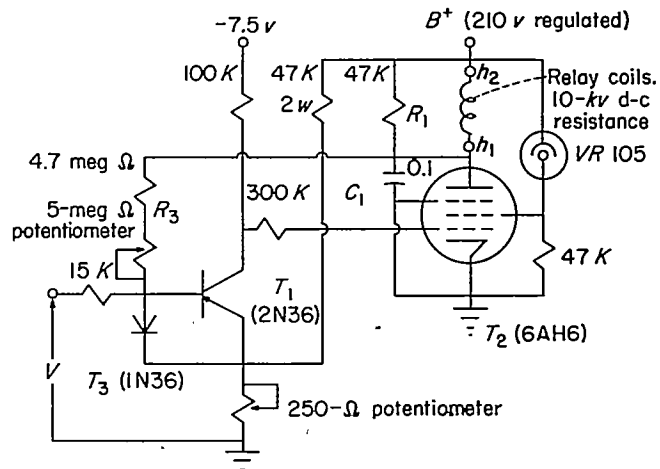 -7.5 v
B+ (210 v regulated)
100 K
47 K
2w
47 K
R1
h2
h1
Relay coils.
10-kv d-c
resistance
VR 105
4.7 meg Ω
R3
5-meg Ω
potentiometer
300 K
C1
0.1
47 K
15 K
T1
(2N36)
T2 (6AH6)
V
T3 (1N36)
250-Ω potentiometer